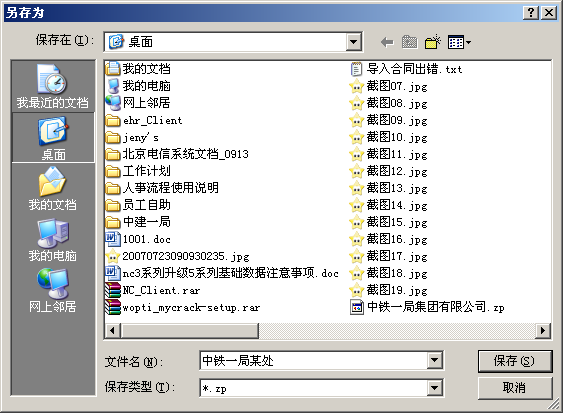 另存为
保存在(I):
桌面
我最近的文档
桌面
我的文档
我的电脑
网上邻居
我的文档
我的电脑
网上邻居
ehr_Client
jeny's
北京电信系统文档_0913
工作计划
人事流程使用说明
员工自助
中建一局
1001.doc
20070723090930235.jpg
nc3系列升级5系列基础数据注意事项.doc
NC_Client.rar
wopti_mycrack-setup.rar
导入合同出错.txt
截图07.jpg
截图08.jpg
截图09.jpg
截图10.jpg
截图11.jpg
截图12.jpg
截图13.jpg
截图14.jpg
截图15.jpg
截图16.jpg
截图17.jpg
截图18.jpg
截图19.jpg
中铁一局集团有限公司.zp
文件名(N):
中铁一局某处
保存(S)
保存类型(T):
*.zp
取消